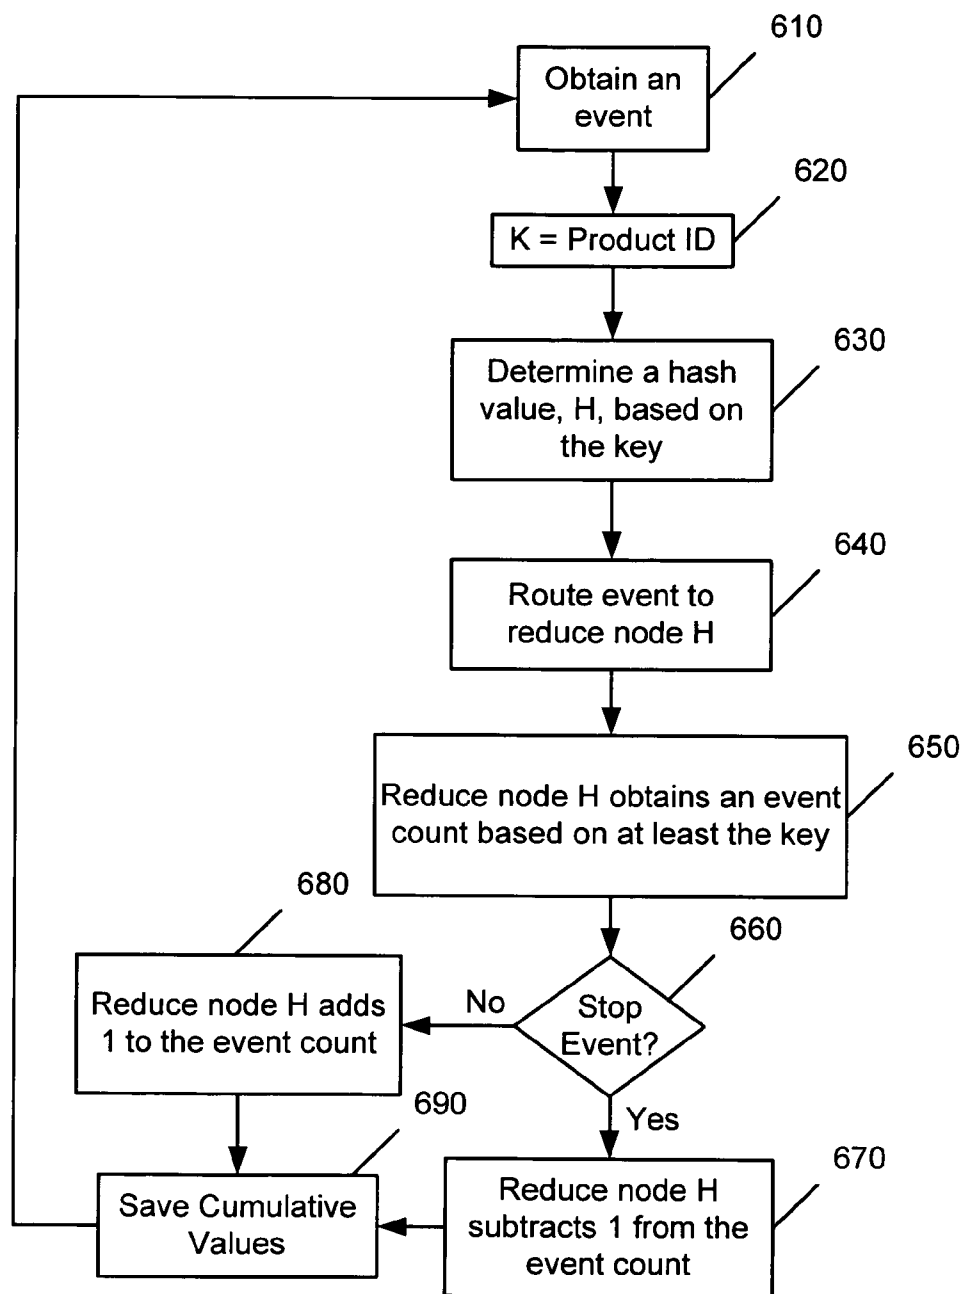 610
Obtain an
event
620
K = Product ID
630
Determine a hash
value, H, based on
the key
640
Route event to
reduce node H
650
Reduce node H obtains an event
count based on at least the key
660
Stop
Event?
No
Yes
680
Reduce node H adds
1 to the event count
690
Save Cumulative
Values
670
Reduce node H
subtracts 1 from the
event count